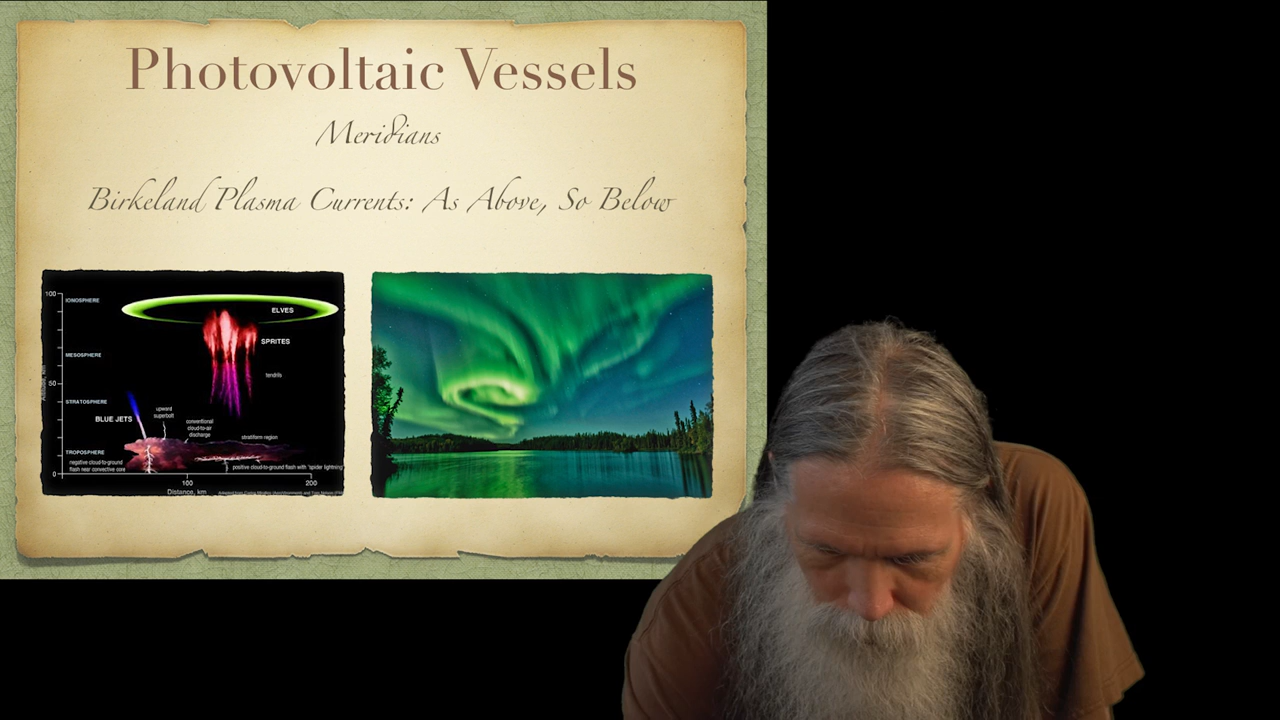 Photovoltaic Vessels
Meridians
Birkeland Plasma Currents: As Above, So Below
100
IONOSPHERE
ELVES
SPRITES
MESOSPHERE
tendrils
50
STRATOSPHERE
BLUE JETS
upward
superbolt
conventional
cloud-to-air
discharge
stratiform region
TROPOSPHERE
negative cloud-to-ground
flash near convective core
positive cloud-to-ground flash with 'spider lightning'
0
100
200
Distance, km